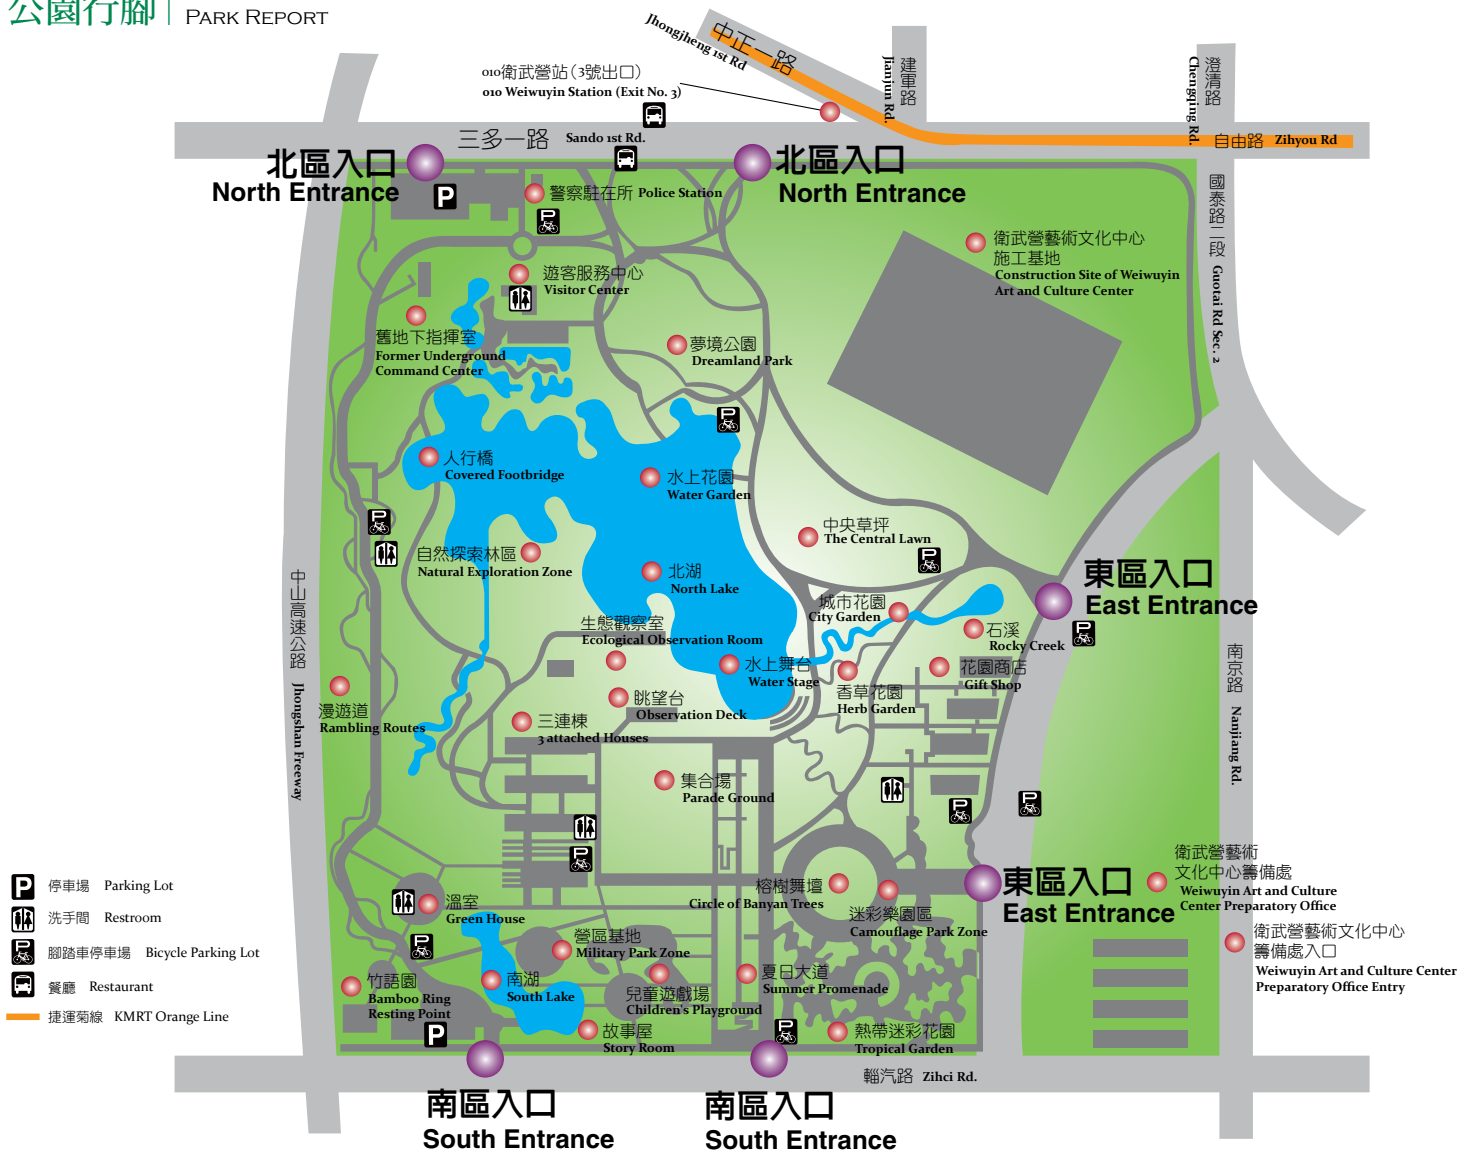 公園行腳 | PARK REPORT
中正一路
Jhongjheng 1st Rd
建軍路
Jianjun Rd.
澄清路
Chengqing Rd.
010衛武營站(3號出口)
010 Weiwuyin Station (Exit No. 3)
三多一路 Sando 1st Rd.
自由路 Zihyou Rd
北區入口
North Entrance
北區入口
North Entrance
P
警察駐在所 Police Station
P
國泰路二段 Guotai Rd Sec. 2
衛武營藝術文化中心
施工基地
Construction Site of Weiwuyin
Art and Culture Center
遊客服務中心
Visitor Center
舊地下指揮室
Former Underground
Command Center
夢境公園
Dreamland Park
P
人行橋
Covered Footbridge
水上花園
Water Garden
P
中央草坪
The Central Lawn
P
自然探索林區
Natural Exploration Zone
北湖
North Lake
東區入口
East Entrance
P
中山高速公路 Jhongshan Freeway
城市花園
City Garden
生態觀察室
Ecological Observation Room
石溪
Rocky Creek
水上舞台
Water Stage
花園商店
Gift Shop
香草花園
Herb Garden
南京路 Nanjiang Rd.
眺望台
Observation Deck
漫遊道
Rambling Routes
三連棟
3 attached Houses
集合場
Parade Ground
P
P
P
衛武營藝術
文化中心籌備處
Weiwuyin Art and Culture
Center Preparatory Office
東區入口
East Entrance
榕樹舞壇
Circle of Banyan Trees
迷彩樂園區
Camouflage Park Zone
溫室
Green House
P
營區基地
Military Park Zone
衛武營藝術文化中心
籌備處入口
Weiwuyin Art and Culture Center
Preparatory Office Entry
竹語園
Bamboo Ring
Resting Point
南湖
South Lake
兒童遊戲場
Children's Playground
夏日大道
Summer Promenade
P
故事屋
Story Room
P
熱帶迷彩花園
Tropical Garden
輜汽路 Zihci Rd.
南區入口
South Entrance
南區入口
South Entrance
P 停車場 Parking Lot
洗手間 Restroom
P 腳踏車停車場 Bicycle Parking Lot
餐廳 Restaurant
捷運菊線 KMRT Orange Line